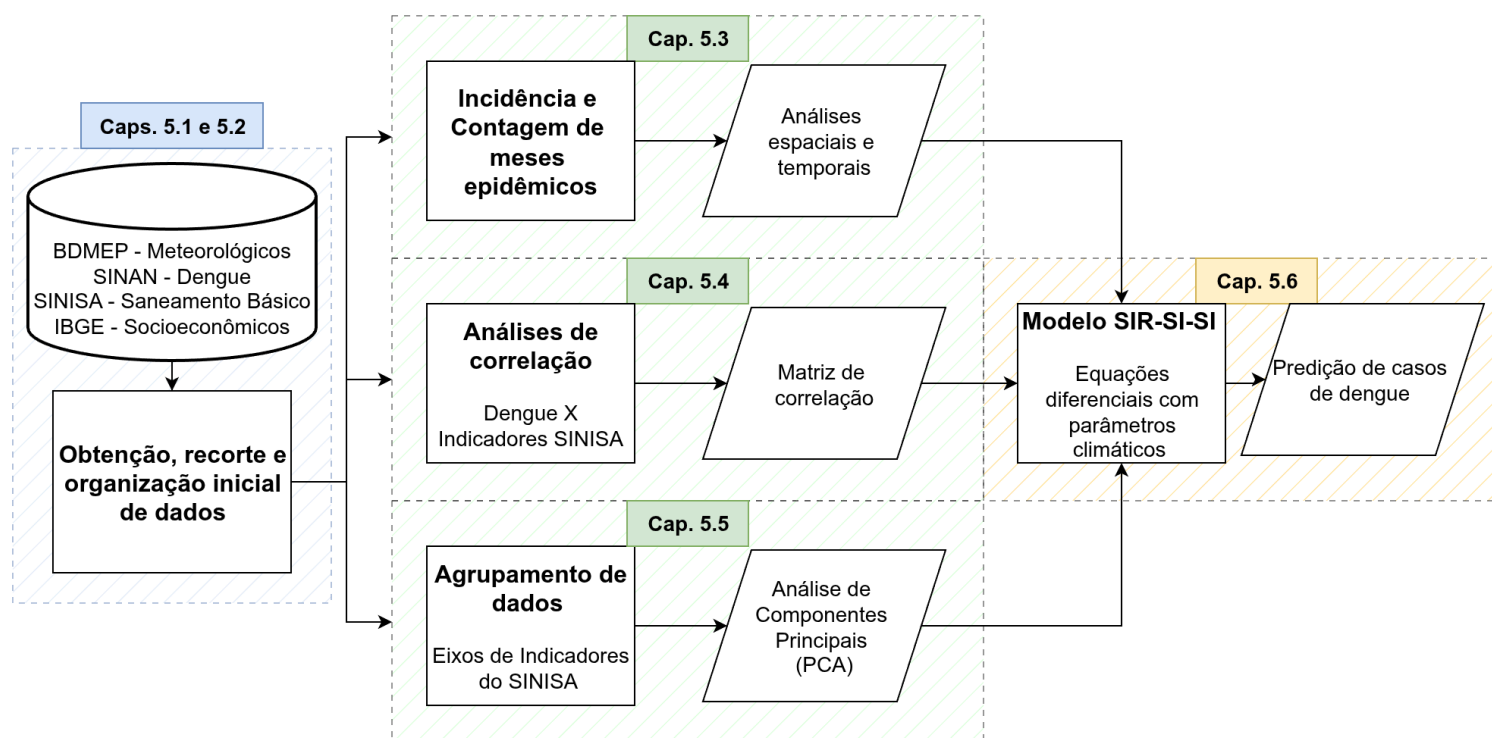 Caps. 5.1 e 5.2
BDMEP - Meteorológicos
SINAN - Dengue
SINISA - Saneamento Básico
IBGE - Socioeconômicos
Obtenção, recorte e
organização inicial
de dados
Cap. 5.3
Incidência e
Contagem de
meses
epidêmicos
Análises
espaciais e
temporais
Cap. 5.4
Análises de
correlação
Dengue X
Indicadores SINISA
Matriz de
correlação
Cap. 5.5
Agrupamento de
dados
Eixos de Indicadores
do SINISA
Análise de
Componentes
Principais
(PCA)
Cap. 5.6
Modelo SIR-SI-SI
Equações
diferenciais com
parâmetros
climáticos
Predição de casos
de dengue